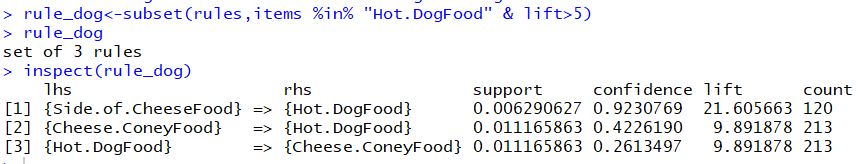 > rule_dog<-subset(rules,items %in% "Hot.DogFood" & lift>5)
> rule_dog
set of 3 rules
> inspect(rule_dog)
    lhs                     rhs                 support     confidence lift      count
[1] {Side.of.CheeseFood} => {Hot.DogFood}       0.006290627 0.9230769  21.605663 120
[2] {Cheese.ConeyFood}   => {Hot.DogFood}       0.011165863 0.4226190   9.891878 213
[3] {Hot.DogFood}        => {Cheese.ConeyFood} 0.011165863 0.2613497   9.891878 213